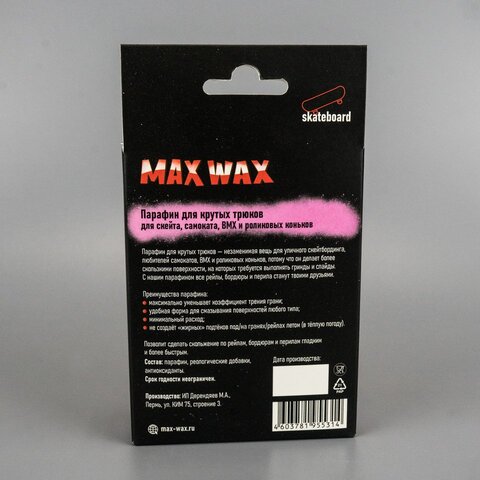 skateboard
MAX WAX
Парафин для крутых трюков
для скейта, самоката, BMX и роликовых коньков
Парафин для крутых трюков — незаменимая вещь для уличного скейтбординга,
любителей самокатов, BMX и роликовых коньков, потому что он делает более
скользкими поверхности, на которых требуется выполнять гринды и слайды.
С нашим парафином все рейлы, бордюры и перила станут твоими друзьями.
Преимущества парафина:
• максимально уменьшает коэффициент трения грани;
• удобная форма для смазывания поверхностей любого типа;
• минимальный расход;
• не создаёт «жирных» подтёков под/на гранях/рейлах летом (в тёплую погоду).
Позволит сделать скольжение по рейлам, бордюрам и перилам гладким
и более быстрым.
Состав: парафин, реологические добавки,
антиоксиданты.
Срок годности неограничен.
Дата производства:
Производство: ИП Дерендяев М.А.,
Пермь, ул. КИМ 75, строение 3.
max-wax.ru
PAP
4603781955314